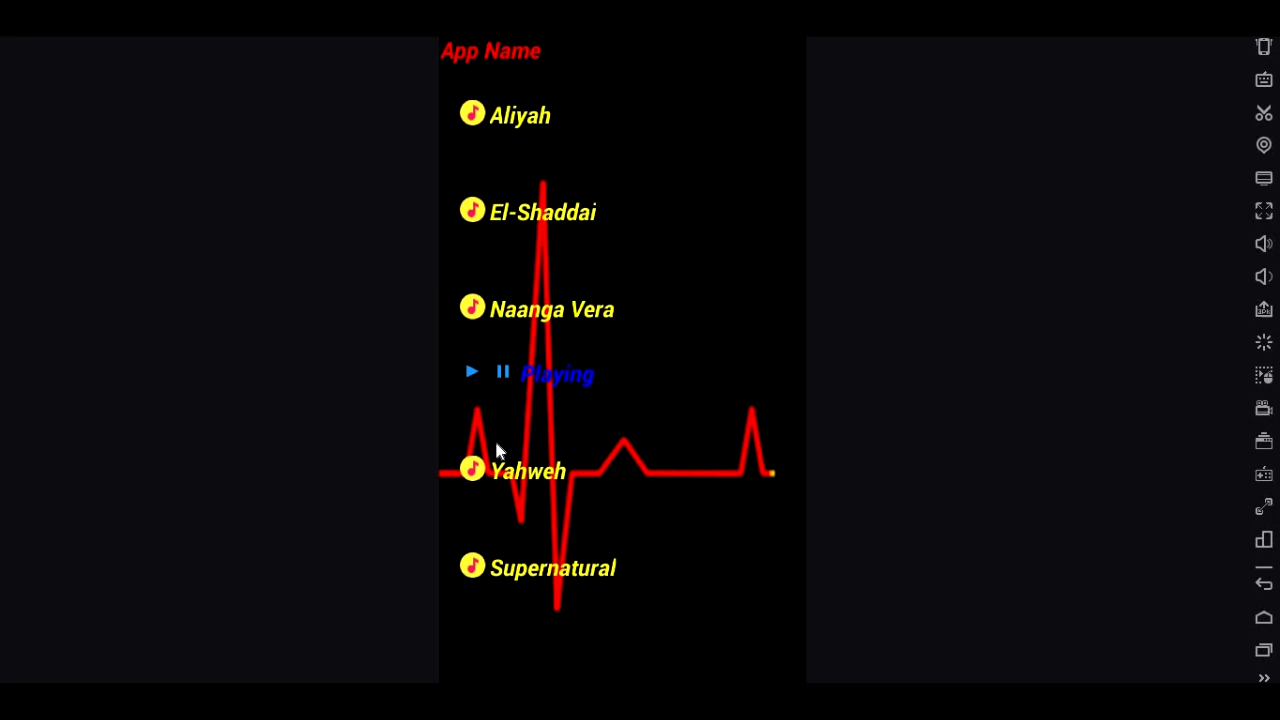 App Name
Aliyah
El-Shaddai
Naanga Vera
Playing
Yahweh
Supernatural